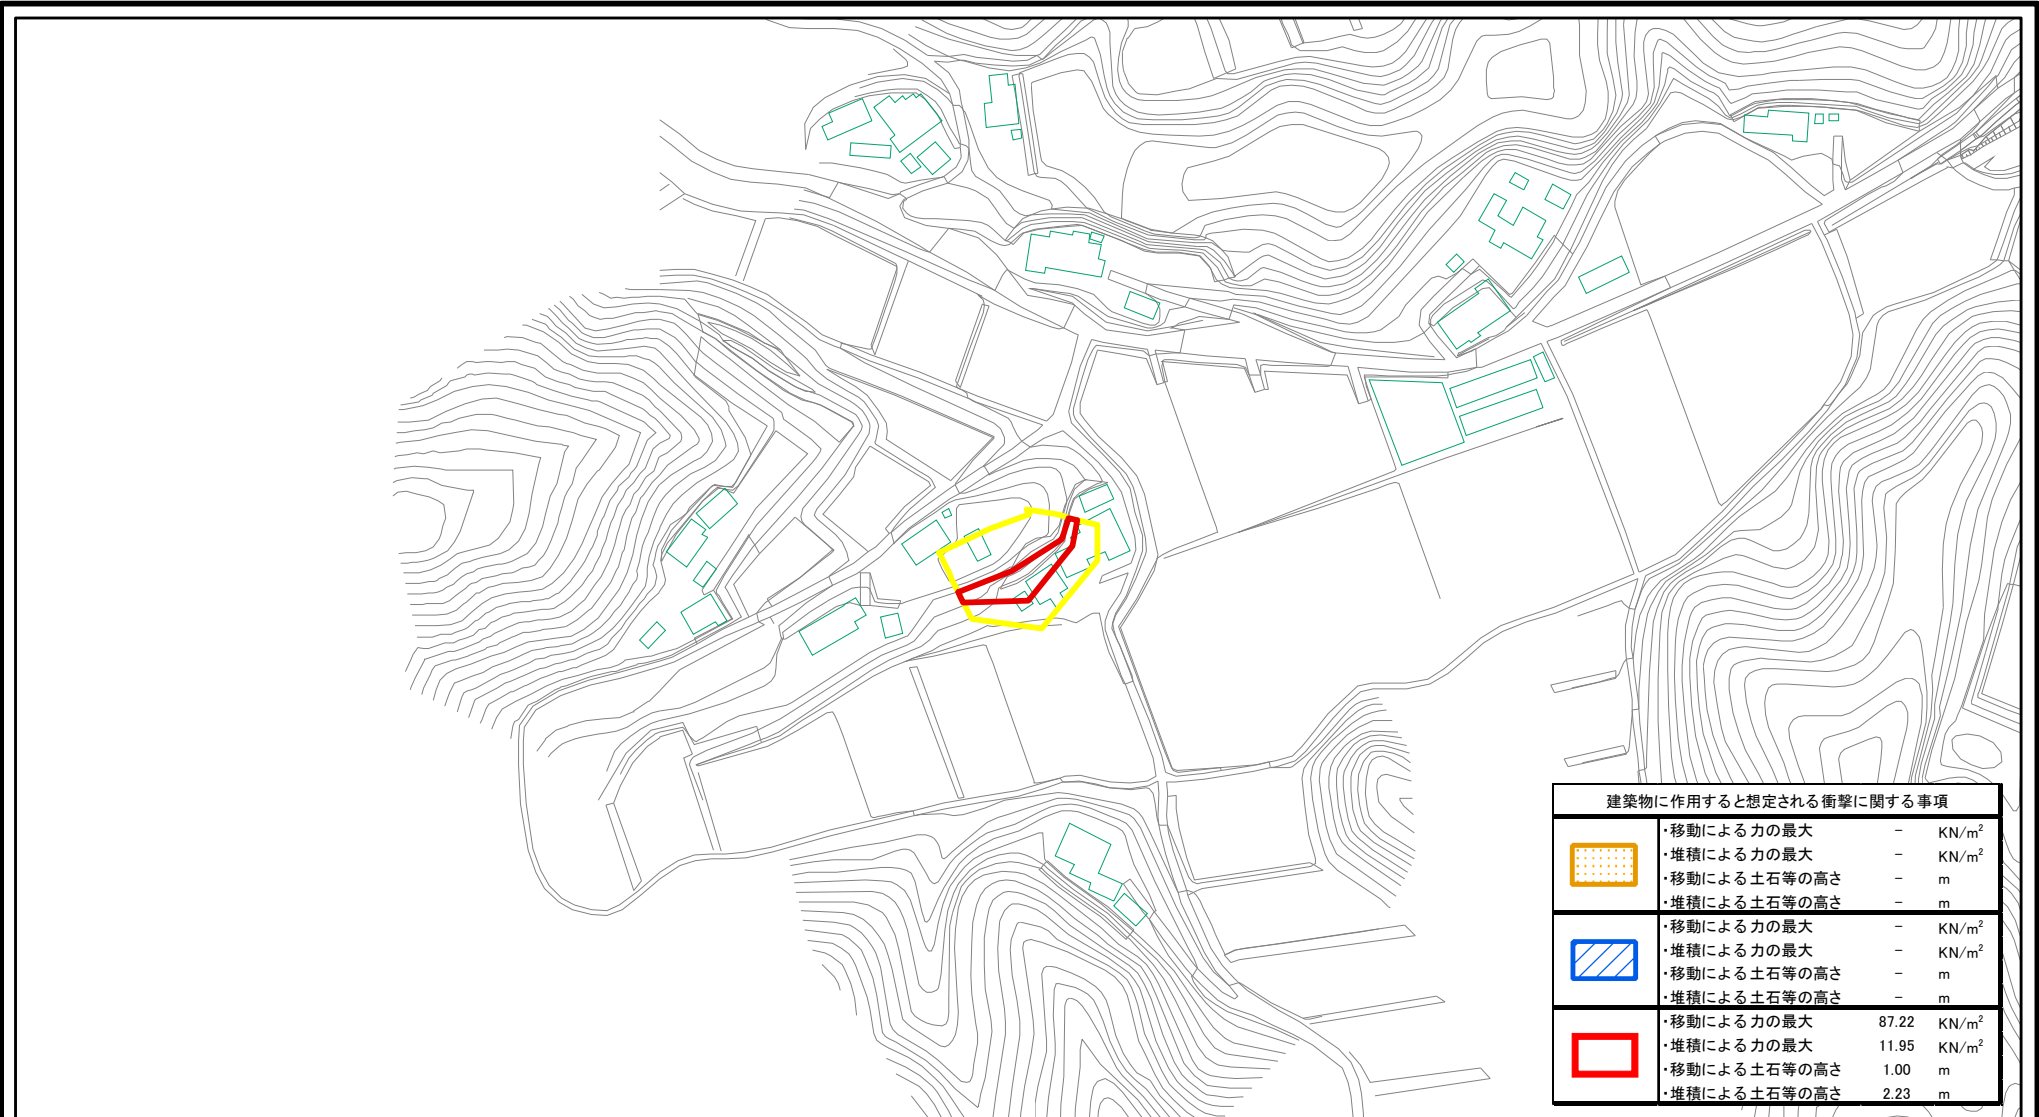 建築物に作用すると想定される衝撃に関する事項
・移動による力の最大 － KN/m²
・堆積による力の最大 － KN/m²
・移動による土石等の高さ － m
・堆積による土石等の高さ － m
・移動による力の最大 － KN/m²
・堆積による力の最大 － KN/m²
・移動による土石等の高さ － m
・堆積による土石等の高さ － m
・移動による力の最大 87.22 KN/m²
・堆積による力の最大 11.95 KN/m²
・移動による土石等の高さ 1.00 m
・堆積による土石等の高さ 2.23 m